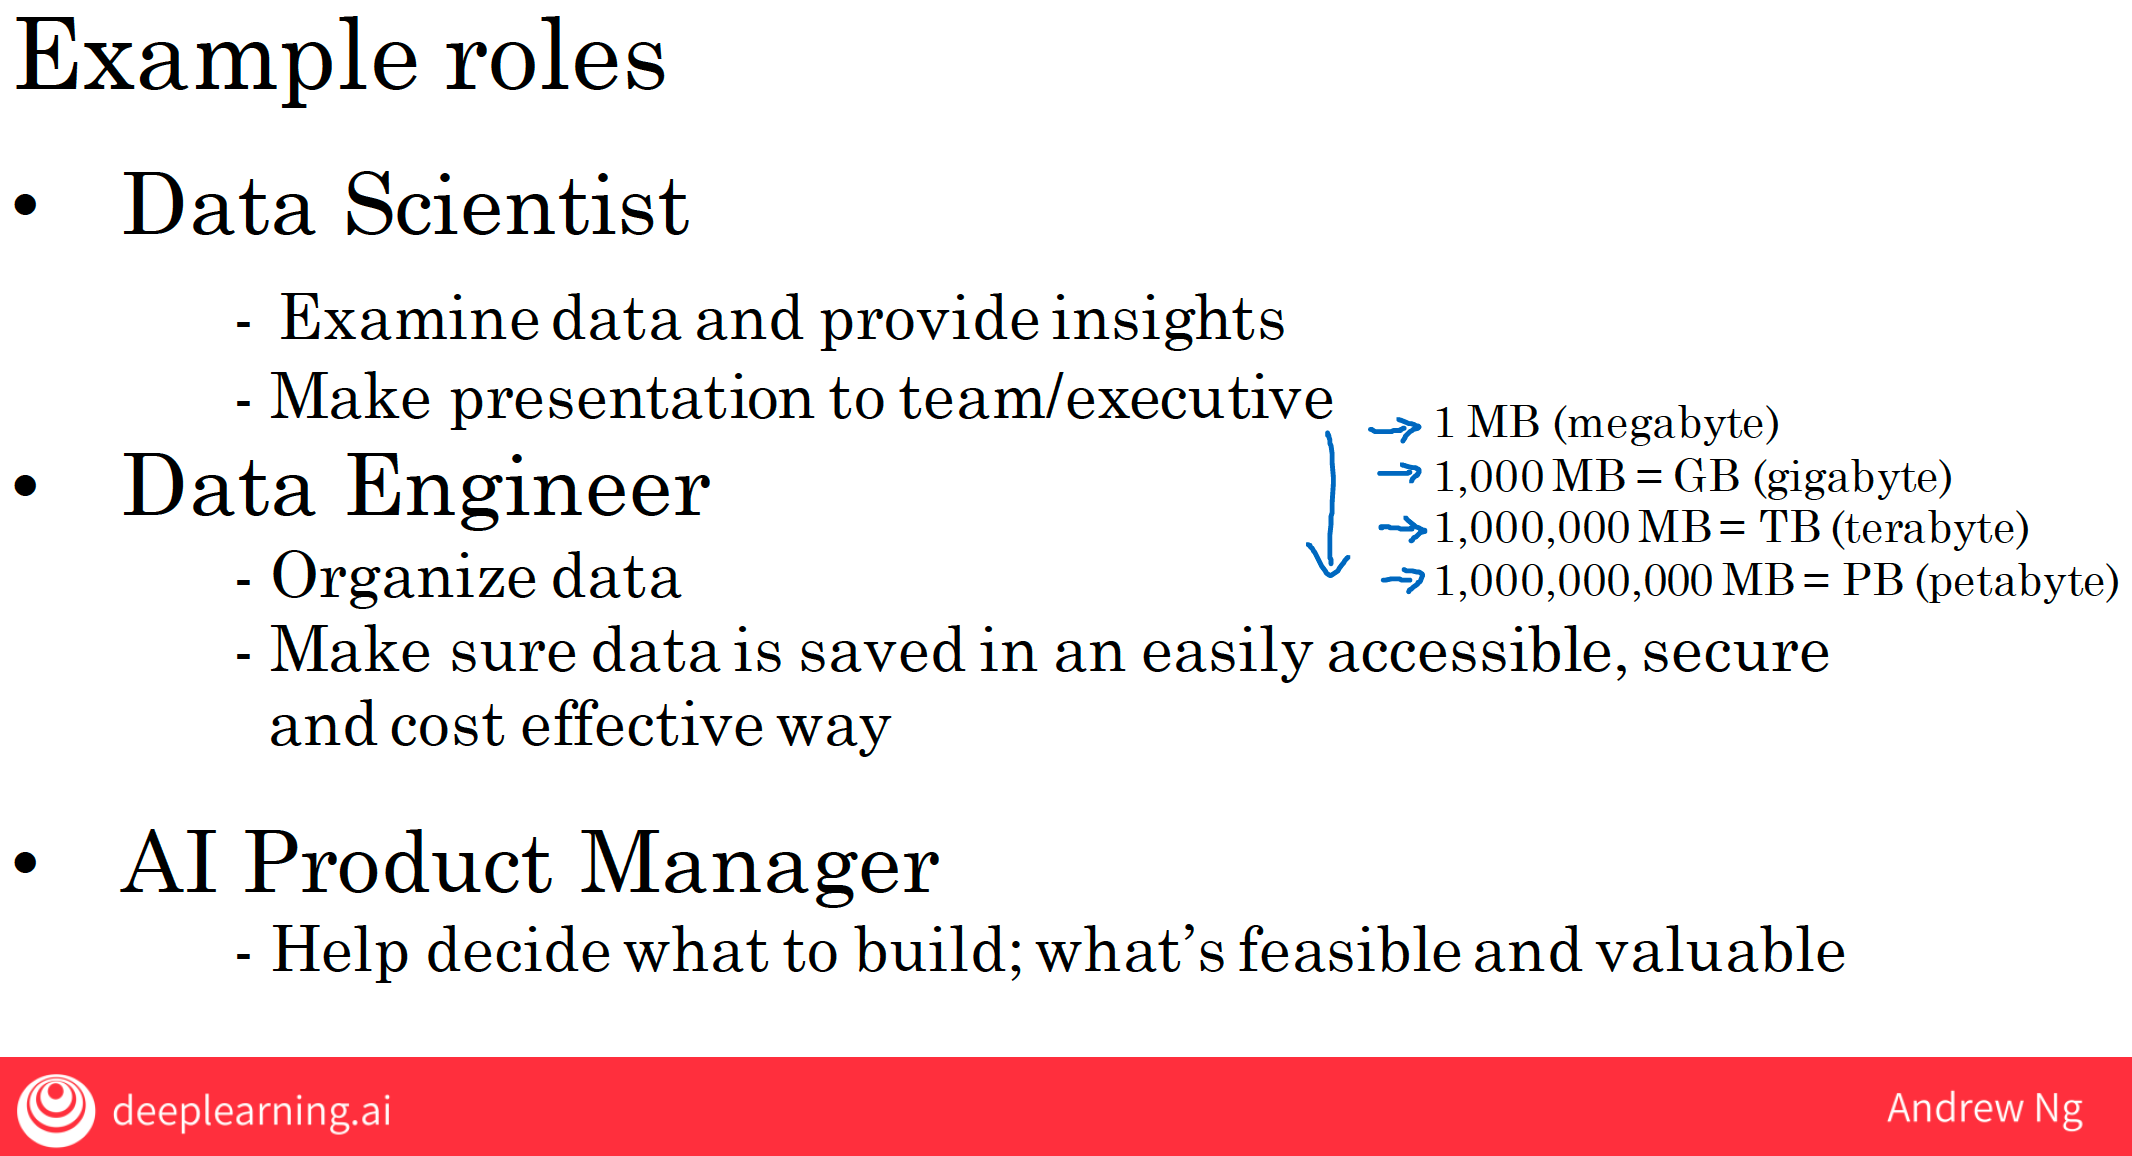 Example roles
• Data Scientist
- Examine data and provide insights
- Make presentation to team/executive
1 MB (megabyte)
1,000 MB = GB (gigabyte)
1,000,000 MB = TB (terabyte)
1,000,000,000 MB = PB (petabyte)
• Data Engineer
- Organize data
- Make sure data is saved in an easily accessible, secure
and cost effective way
• AI Product Manager
- Help decide what to build; what’s feasible and valuable
deeplearning.ai
Andrew Ng